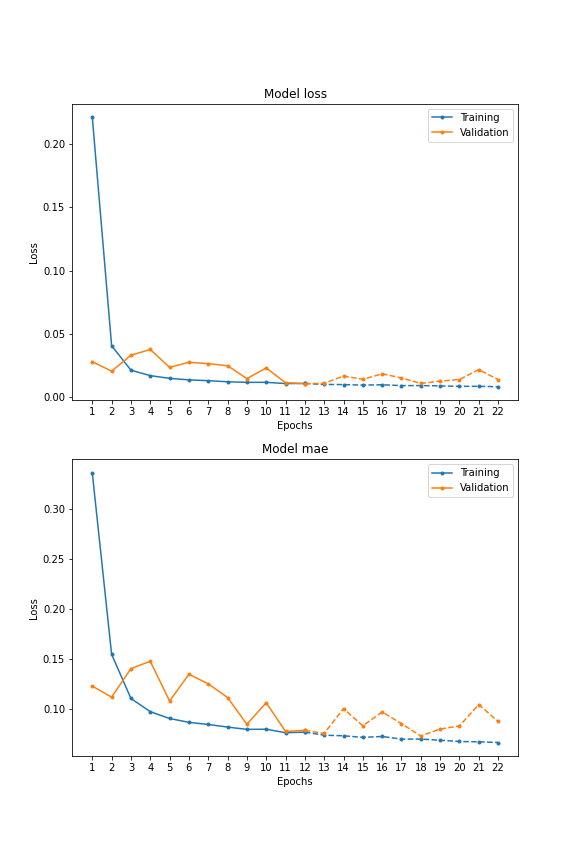 Model loss
Training
Validation
0.20
0.15
0.10
0.05
0.00
Loss
1 2 3 4 5 6 7 8 9 10 11 12 13 14 15 16 17 18 19 20 21 22
Epochs
Model mae
Training
Validation
0.30
0.25
0.20
0.15
0.10
Loss
1 2 3 4 5 6 7 8 9 10 11 12 13 14 15 16 17 18 19 20 21 22
Epochs